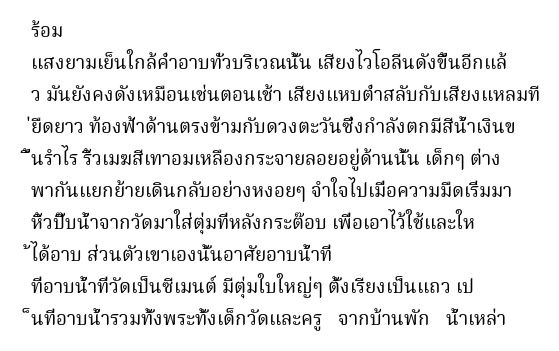 ร้อม
แสงยามเย็นใกล้ค่ำอาบทั่วบริเวณนั้น เสียงไวโอลีนดังขึ้นอีกแล้
ว มันยังคงดังเหมือนเช่นตอนเช้า เสียงแหบต่ำสลับกับเสียงแหลมที
่ยืดยาว ท้องฟ้าด้านตรงข้ามกับดวงตะวันซึ่งกำลังตกมีสีน้ำเงินข
ึ้นรำไร ริ้วเมฆสีเทาอมเหลืองกระจายลอยอยู่ด้านนั้น เด็กๆ ต่าง
พากันแยกย้ายเดินกลับอย่างหงอยๆ จำใจไปเมื่อความมืดเริ่มมา
หิ้วปี๊บน้ำจากวัดมาใส่ตุ่มที่หลังกระต๊อบ เพื่อเอาไว้ใช้และให
้ได้อาบ ส่วนตัวเขาเองนั้นอาศัยอาบน้ำที่
ที่อาบน้ำที่วัดเป็นซีเมนต์ มีตุ่มใบใหญ่ๆ ตั้งเรียงเป็นแถว เป
็นที่อาบน้ำรวมทั้งพระทั้งเด็กวัดและครู จากบ้านพัก น้ำเหล่า